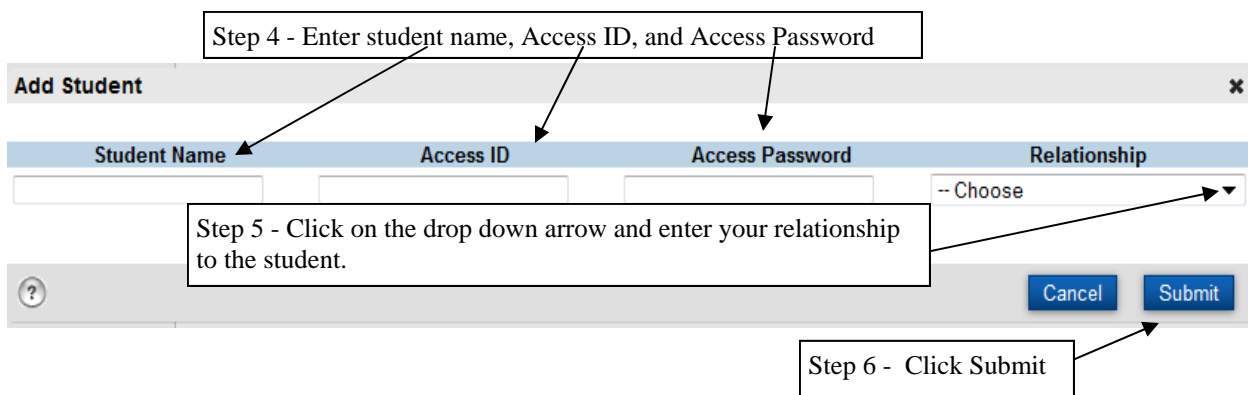 Step 4 - Enter student name, Access ID, and Access Password
Add Student
Student Name Access ID Access Password Relationship
-- Choose
Step 5 - Click on the drop down arrow and enter your relationship
to the student.
?
Cancel Submit
Step 6 - Click Submit